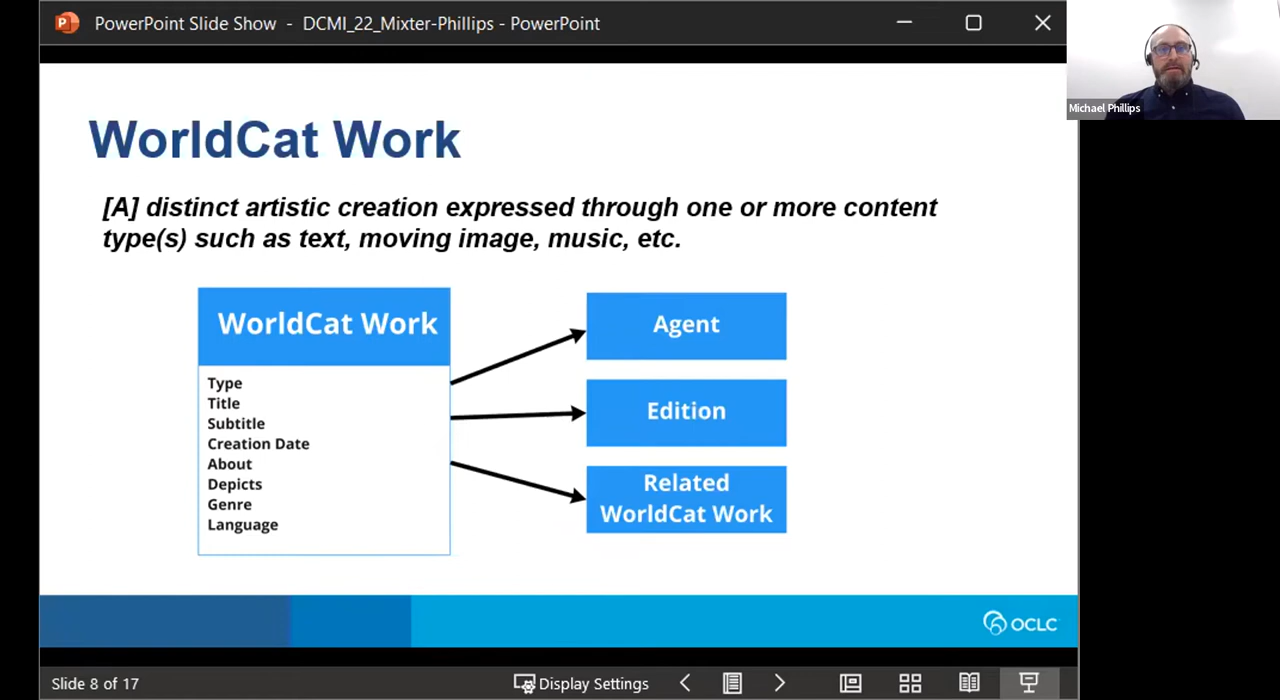 PowerPoint Slide Show - DCMI_22_Mixter-Phillips - PowerPoint
Michael Phillips
WorldCat Work
[A] distinct artistic creation expressed through one or more content
type(s) such as text, moving image, music, etc.
WorldCat Work
Type
Title
Subtitle
Creation Date
About
Depicts
Genre
Language
Agent
Edition
Related
WorldCat Work
OCLC
Slide 8 of 17
Display Settings